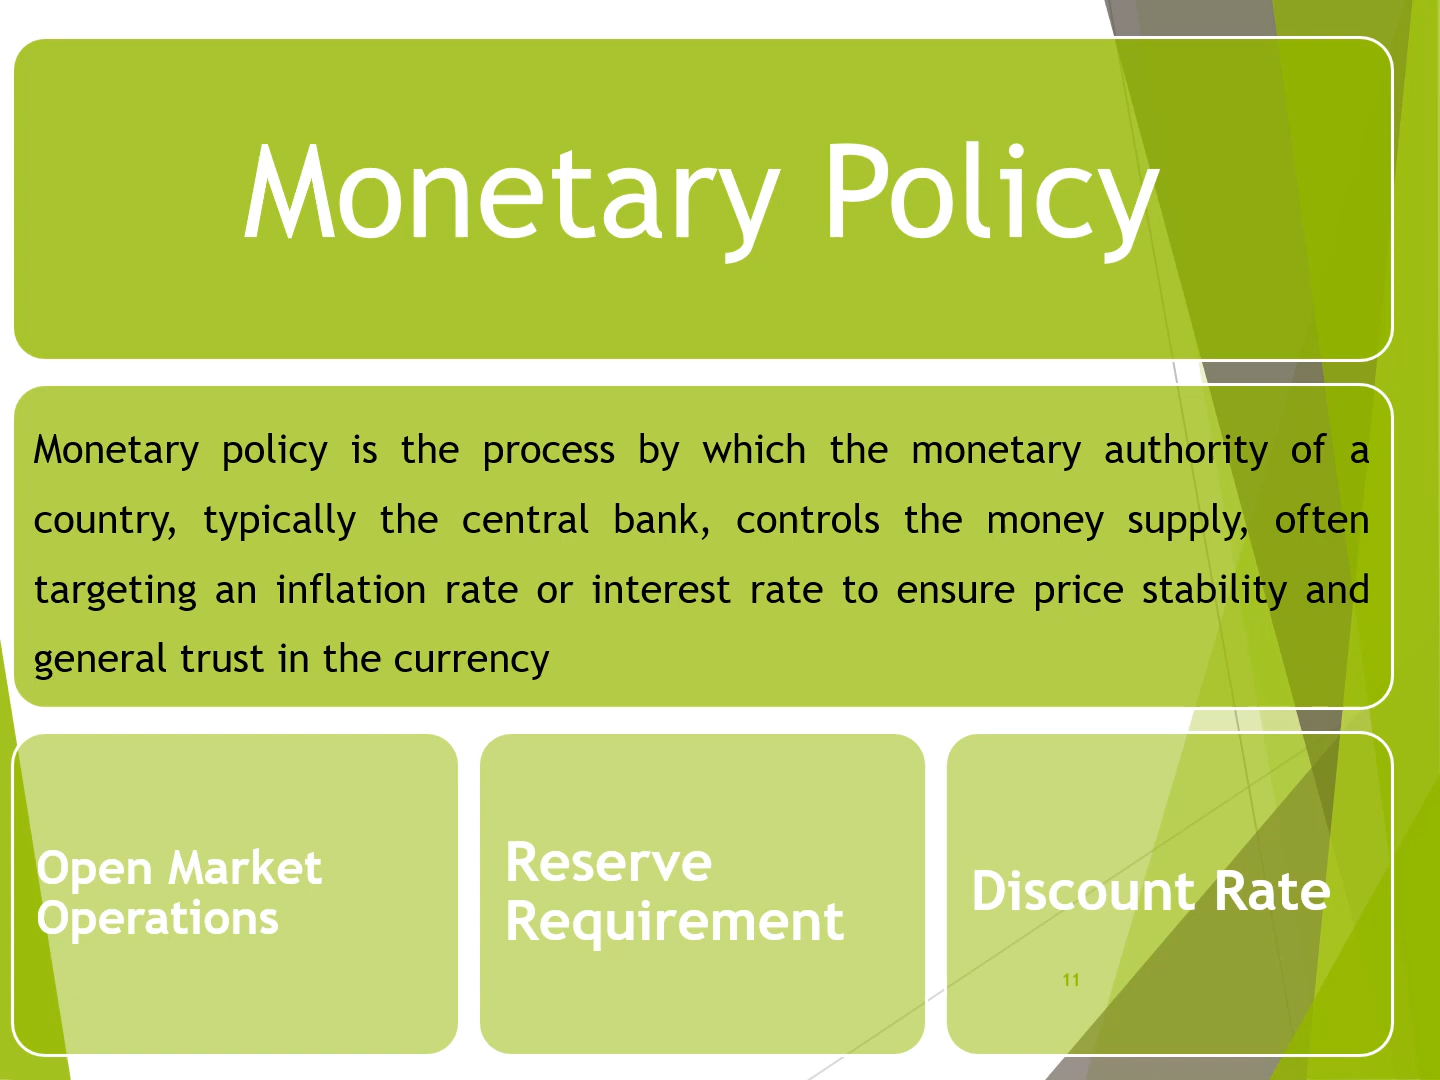 Monetary Policy
Monetary policy is the process by which the monetary authority of a
country, typically the central bank, controls the money supply, often
targeting an inflation rate or interest rate to ensure price stability and
general trust in the currency
Open Market
Operations
Reserve
Requirement
Discount Rate
11